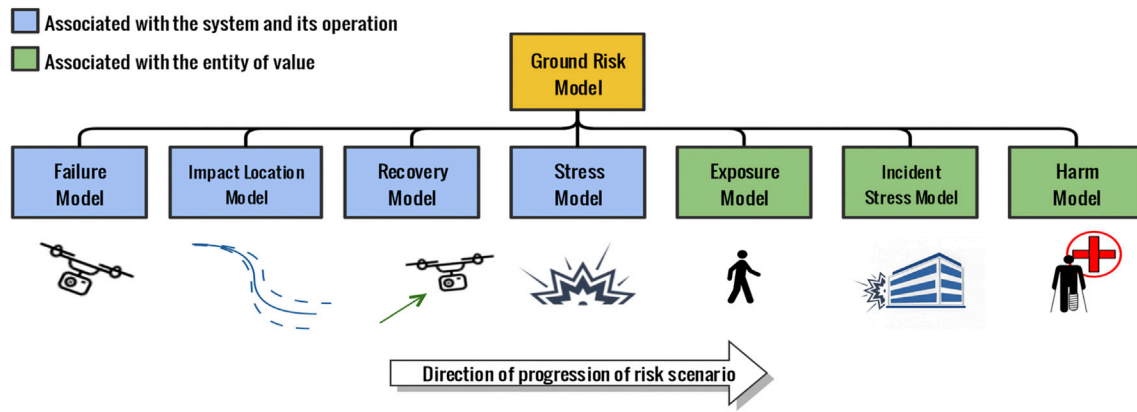 Associated with the system and its operation
Associated with the entity of value
Ground Risk
Model
Failure
Model
Impact Location
Model
Recovery
Model
Stress
Model
Exposure
Model
Incident
Stress Model
Harm
Model
Direction of progression of risk scenario